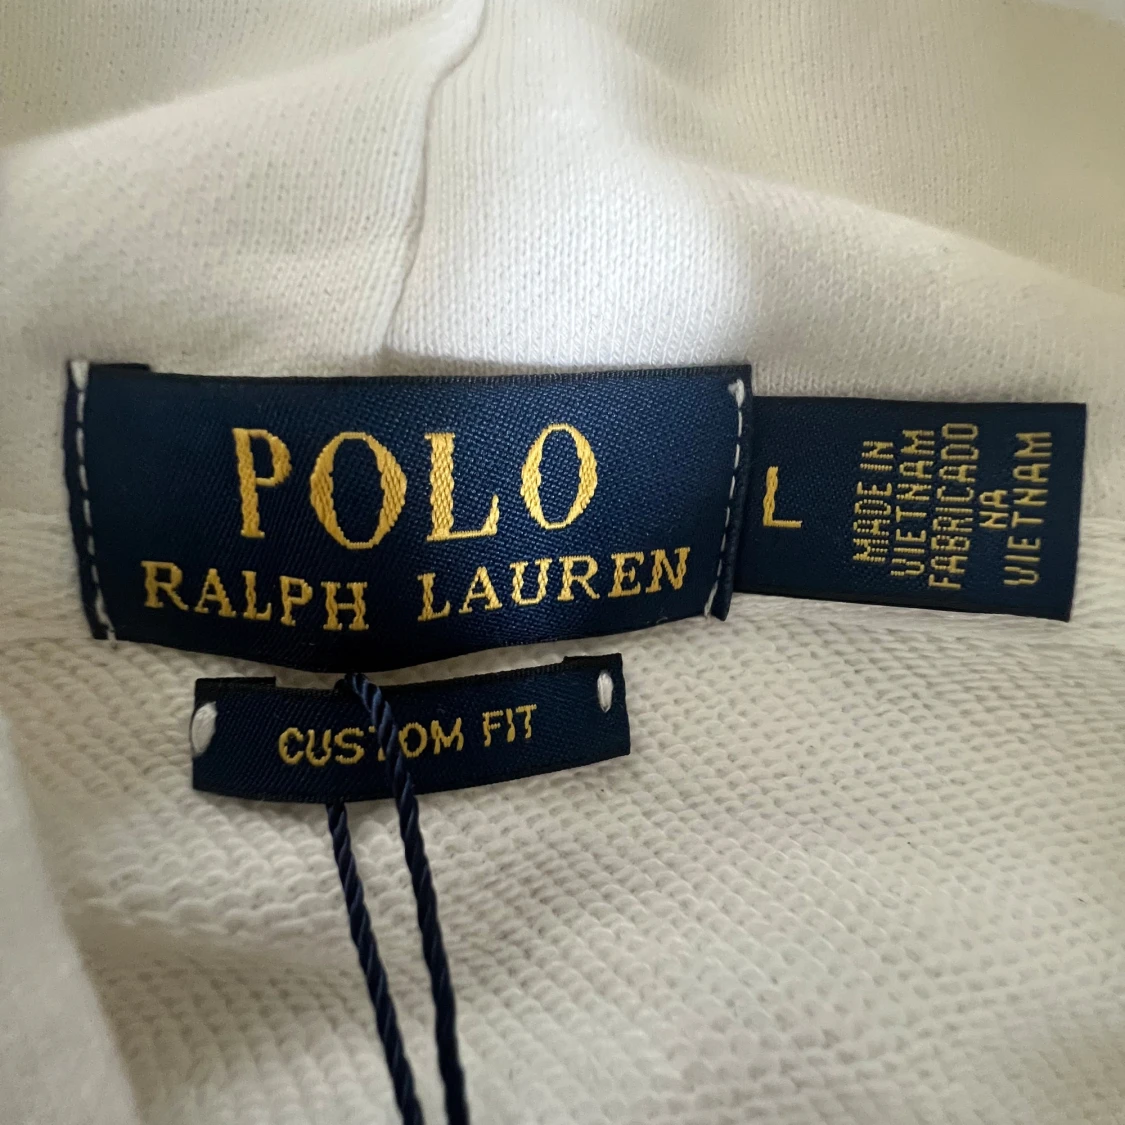 POLO
RALPH LAUREN
L
MADE IN
VIETNAM
FABRICADO
NA
VIETNAM
CUSTOM FIT